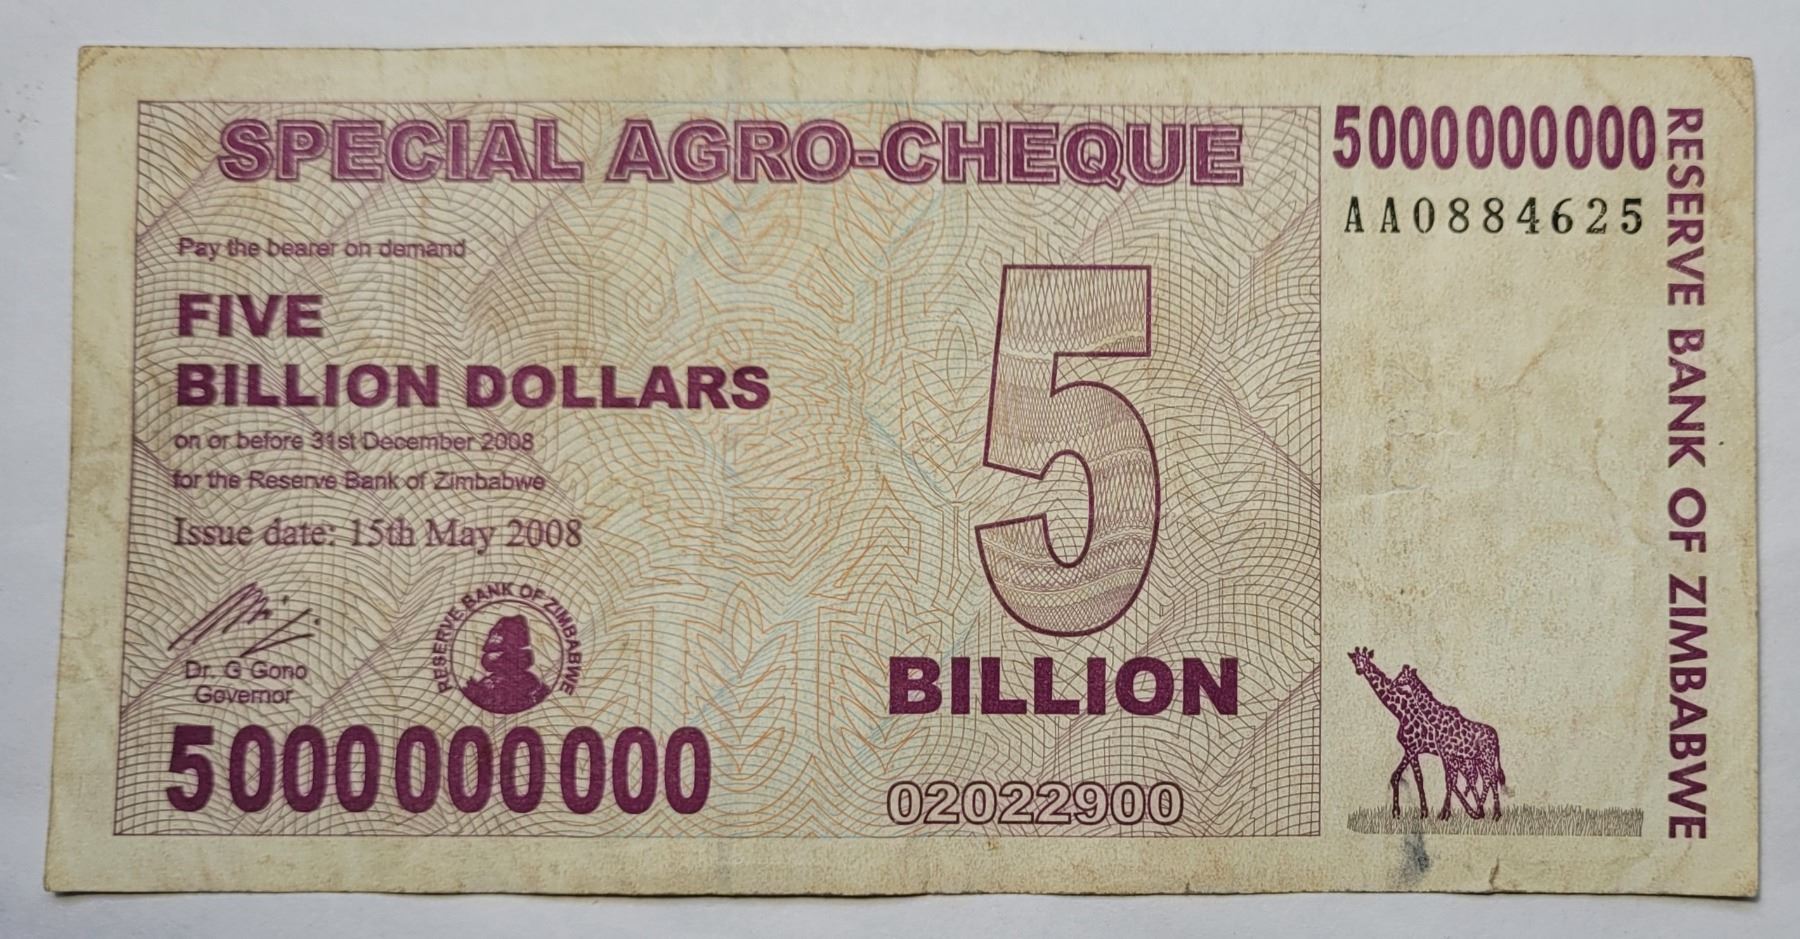 SPECIAL AGRO-CHEQUE
5000000000
AA0884625
Pay the bearer on demand
FIVE
BILLION DOLLARS
on or before 31st December 2008
for the Reserve Bank of Zimbabwe
Issue date: 15th May 2008
Dr. G Gono
Governor
RESERVE BANK OF ZIMBABWE
5000000000
5
BILLION
02022900
RESERVE BANK OF ZIMBABWE